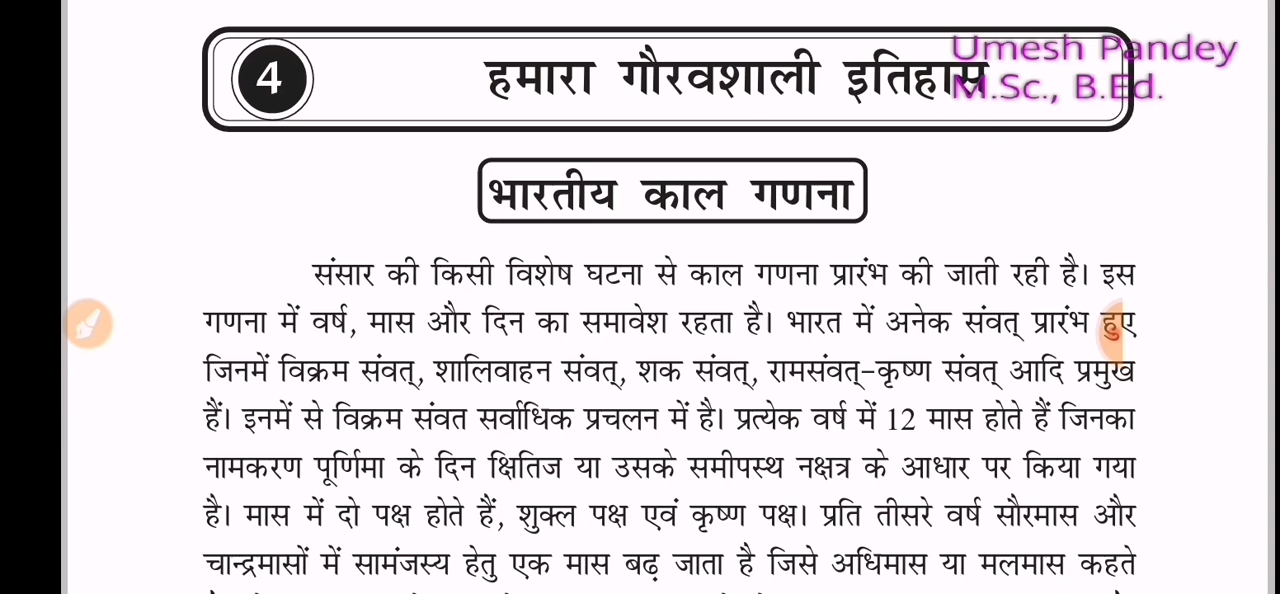 4
हमारा गौरवशाली इतिहास
Umesh Pandey
M.Sc., B.Ed.
भारतीय काल गणना
संसार की किसी विशेष घटना से काल गणना प्रारंभ की जाती रही है। इस
गणना में वर्ष, मास और दिन का समावेश रहता है। भारत में अनेक संवत् प्रारंभ हुए
जिनमें विक्रम संवत्, शालिवाहन संवत्, शक संवत्, रामसंवत्-कृष्ण संवत् आदि प्रमुख
हैं। इनमें से विक्रम संवत सर्वाधिक प्रचलन में है। प्रत्येक वर्ष में 12 मास होते हैं जिनका
नामकरण पूर्णिमा के दिन क्षितिज या उसके समीपस्थ नक्षत्र के आधार पर किया गया
है। मास में दो पक्ष होते हैं, शुक्ल पक्ष एवं कृष्ण पक्ष। प्रति तीसरे वर्ष सौरमास और
चान्द्रमासों में सामंजस्य हेतु एक मास बढ़ जाता है जिसे अधिमास या मलमास कहते